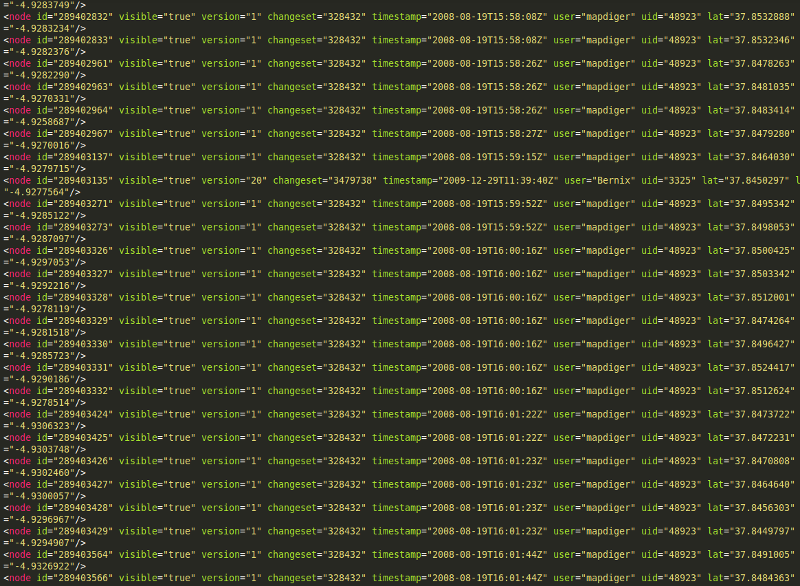 ="-4.9283749"/>
<node id="289402832" visible="true" version="1" changeset="328432" timestamp="2008-08-19T15:58:08Z" user="mapdiger" uid="48923" lat="37.8532888"
="-4.9283234"/>
<node id="289402833" visible="true" version="1" changeset="328432" timestamp="2008-08-19T15:58:08Z" user="mapdiger" uid="48923" lat="37.8532346"
="-4.9282376"/>
<node id="289402961" visible="true" version="1" changeset="328432" timestamp="2008-08-19T15:58:26Z" user="mapdiger" uid="48923" lat="37.8478263"
="-4.9282290"/>
<node id="289402963" visible="true" version="1" changeset="328432" timestamp="2008-08-19T15:58:26Z" user="mapdiger" uid="48923" lat="37.8481035"
="-4.9270331"/>
<node id="289402964" visible="true" version="1" changeset="328432" timestamp="2008-08-19T15:58:26Z" user="mapdiger" uid="48923" lat="37.8483414"
="-4.9258687"/>
<node id="289402967" visible="true" version="1" changeset="328432" timestamp="2008-08-19T15:58:27Z" user="mapdiger" uid="48923" lat="37.8479280"
="-4.9270016"/>
<node id="289403137" visible="true" version="1" changeset="328432" timestamp="2008-08-19T15:59:15Z" user="mapdiger" uid="48923" lat="37.8464030"
="-4.9279715"/>
<node id="289403135" visible="true" version="20" changeset="3479738" timestamp="2009-12-29T11:39:40Z" user="Bernix" uid="3325" lat="37.8450297" l
"-4.9277564"/>
<node id="289403271" visible="true" version="1" changeset="328432" timestamp="2008-08-19T15:59:52Z" user="mapdiger" uid="48923" lat="37.8495342"
="-4.9285122"/>
<node id="289403273" visible="true" version="1" changeset="328432" timestamp="2008-08-19T15:59:52Z" user="mapdiger" uid="48923" lat="37.8498053"
="-4.9287097"/>
<node id="289403326" visible="true" version="1" changeset="328432" timestamp="2008-08-19T16:00:16Z" user="mapdiger" uid="48923" lat="37.8500425"
="-4.9297053"/>
<node id="289403327" visible="true" version="1" changeset="328432" timestamp="2008-08-19T16:00:16Z" user="mapdiger" uid="48923" lat="37.8503342"
="-4.9292216"/>
<node id="289403328" visible="true" version="1" changeset="328432" timestamp="2008-08-19T16:00:16Z" user="mapdiger" uid="48923" lat="37.8512001"
="-4.9278119"/>
<node id="289403329" visible="true" version="1" changeset="328432" timestamp="2008-08-19T16:00:16Z" user="mapdiger" uid="48923" lat="37.8474264"
="-4.9281518"/>
<node id="289403330" visible="true" version="1" changeset="328432" timestamp="2008-08-19T16:00:16Z" user="mapdiger" uid="48923" lat="37.8496427"
="-4.9285723"/>
<node id="289403331" visible="true" version="1" changeset="328432" timestamp="2008-08-19T16:00:16Z" user="mapdiger" uid="48923" lat="37.8524417"
="-4.9290186"/>
<node id="289403332" visible="true" version="1" changeset="328432" timestamp="2008-08-19T16:00:16Z" user="mapdiger" uid="48923" lat="37.8512624"
="-4.9278514"/>
<node id="289403424" visible="true" version="1" changeset="328432" timestamp="2008-08-19T16:01:22Z" user="mapdiger" uid="48923" lat="37.8473722"
="-4.9306323"/>
<node id="289403425" visible="true" version="1" changeset="328432" timestamp="2008-08-19T16:01:22Z" user="mapdiger" uid="48923" lat="37.8472231"
="-4.9303748"/>
<node id="289403426" visible="true" version="1" changeset="328432" timestamp="2008-08-19T16:01:23Z" user="mapdiger" uid="48923" lat="37.8470808"
="-4.9302460"/>
<node id="289403427" visible="true" version="1" changeset="328432" timestamp="2008-08-19T16:01:23Z" user="mapdiger" uid="48923" lat="37.8464640"
="-4.9300057"/>
<node id="289403428" visible="true" version="1" changeset="328432" timestamp="2008-08-19T16:01:23Z" user="mapdiger" uid="48923" lat="37.8456303"
="-4.9296967"/>
<node id="289403429" visible="true" version="1" changeset="328432" timestamp="2008-08-19T16:01:23Z" user="mapdiger" uid="48923" lat="37.8449797"
="-4.9294907"/>
<node id="289403564" visible="true" version="1" changeset="328432" timestamp="2008-08-19T16:01:44Z" user="mapdiger" uid="48923" lat="37.8491005"
="-4.9326922"/>
<node id="289403566" visible="true" version="1" changeset="328432" timestamp="2008-08-19T16:01:44Z" user="mapdiger" uid="48923" lat="37.8484363"